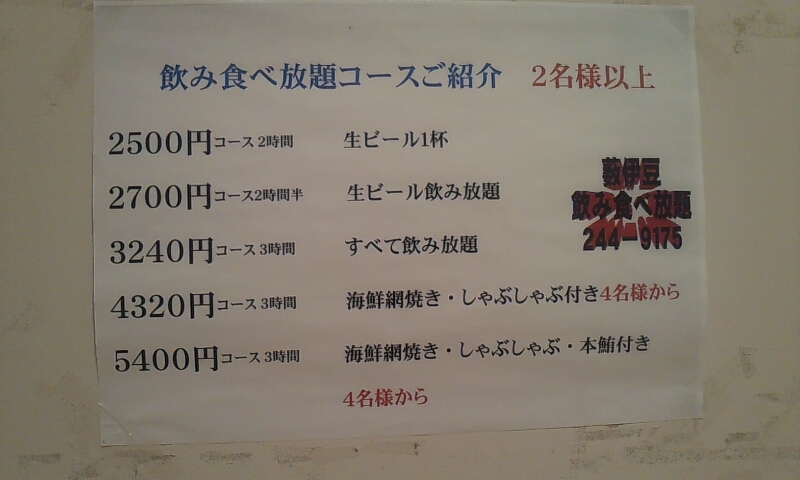 飲み食べ放題コースご紹介 2名様以上
2500円コース2時間 生ビール1杯
2700円コース2時間半 生ビール飲み放題
3240円コース3時間 すべて飲み放題
4320円コース3時間 海鮮網焼き・しゃぶしゃぶ付き4名様から
5400円コース3時間 海鮮網焼き・しゃぶしゃぶ・本鮪付き
4名様から
伊豆
飲み食べ放題
244-9175